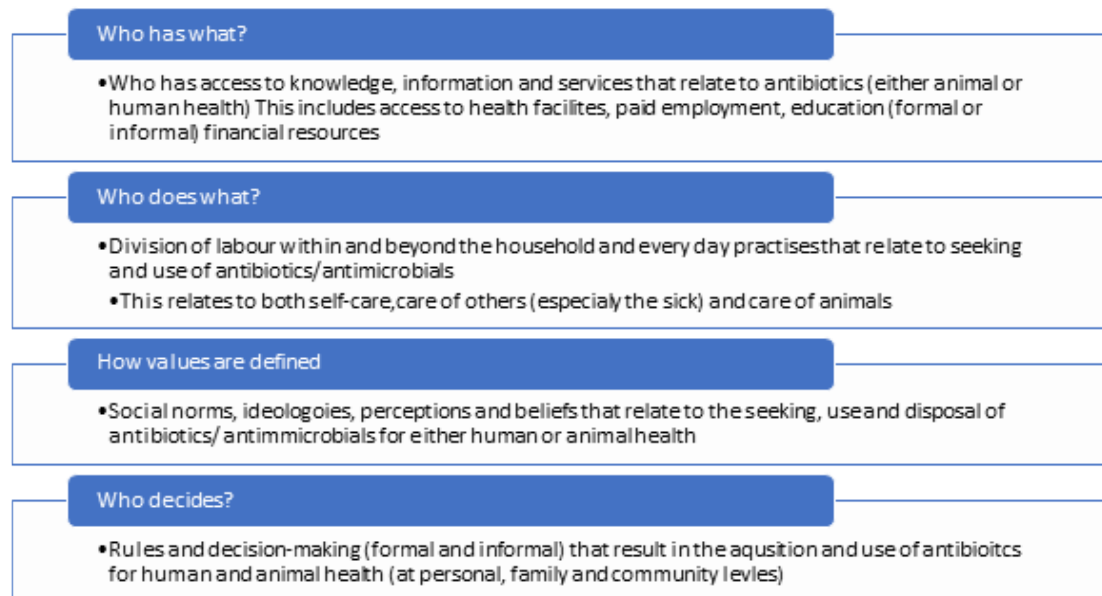 Who has what?
•Who has access to knowledge, information and services that relate to antibiotics (either animal or
human health) This includes access to health facilites, paid employment, education (formal or
informal) financial resources
Who does what?
•Division of labour within and beyond the household and every day practises that relate to seeking
and use of antibiotics/antimicrobials
•This relates to both self-care,care of others (especialy the sick) and care of animals
How values are defined
•Social norms, ideologoies, perceptions and beliefs that relate to the seeking, use and disposal of
antibiotics/ antimmicrobials for either human or animal health
Who decides?
•Rules and decision-making (formal and informal) that result in the aqusition and use of antibioitcs
for human and animal health (at personal, family and community levles)